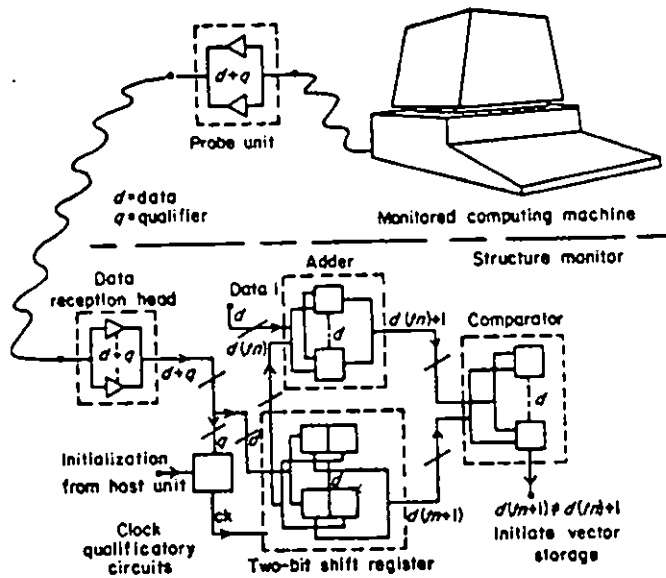 d+q
Probe unit
d=data
q=qualifier
Monitored computing machine
Structure monitor
Adder
Data
reception head
Data 1
d
d(n)
d
d(n)+1
Comparator
d+q
d+q
d
q
d
Initialization
from host unit
d
d(n+1)
ck
Clock
qualificatory
circuits
Two-bit shift register
d(n+1) ≠ d(n)+1
Initiate vector
storage